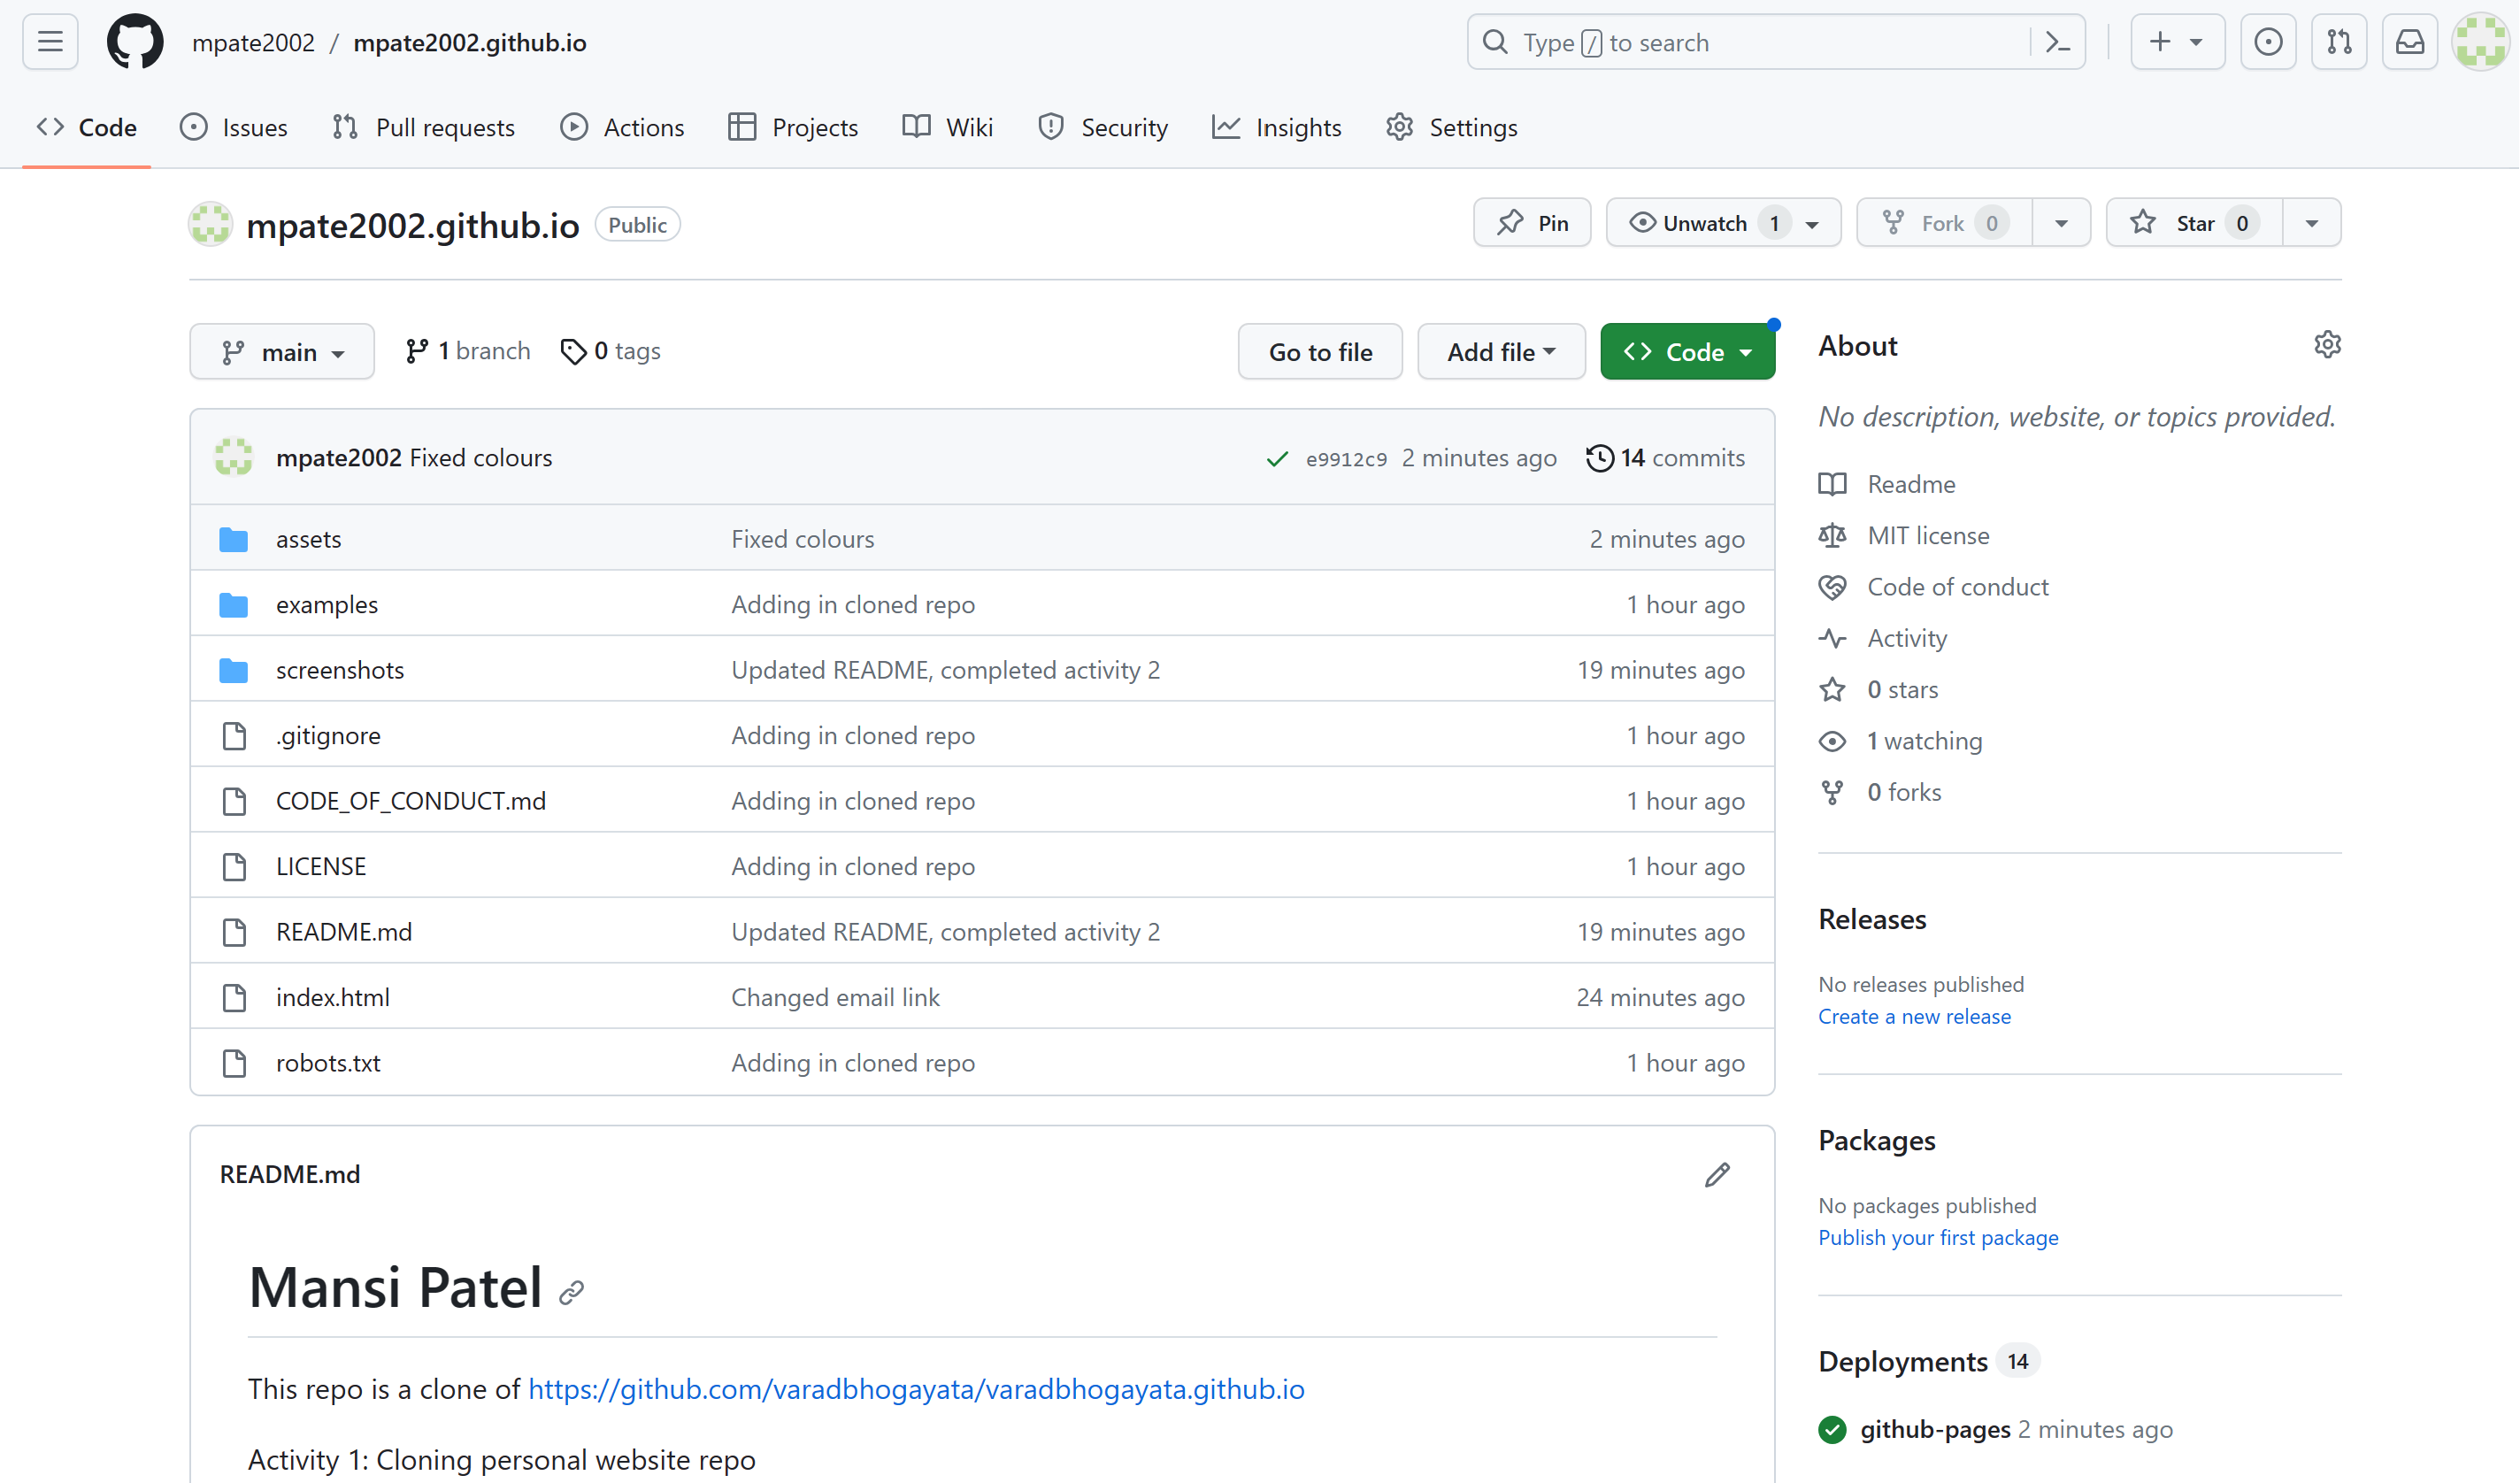 mpate2002 / mpate2002.github.io
Type / to search
Code Issues Pull requests Actions Projects Wiki Security Insights Settings
mpate2002.github.io Public
Pin Unwatch 1 Fork 0 Star 0
main 1 branch 0 tags Go to file Add file Code
mpate2002 Fixed colours e9912c9 2 minutes ago 14 commits
assets Fixed colours 2 minutes ago
examples Adding in cloned repo 1 hour ago
screenshots Updated README, completed activity 2 19 minutes ago
.gitignore Adding in cloned repo 1 hour ago
CODE_OF_CONDUCT.md Adding in cloned repo 1 hour ago
LICENSE Adding in cloned repo 1 hour ago
README.md Updated README, completed activity 2 19 minutes ago
index.html Changed email link 24 minutes ago
robots.txt Adding in cloned repo 1 hour ago
README.md
Mansi Patel
This repo is a clone of https://github.com/varadbhogayata/varadbhogayata.github.io
Activity 1: Cloning personal website repo
About
No description, website, or topics provided.
Readme
MIT license
Code of conduct
Activity
0 stars
1 watching
0 forks
Releases
No releases published
Create a new release
Packages
No packages published
Publish your first package
Deployments 14
github-pages 2 minutes ago